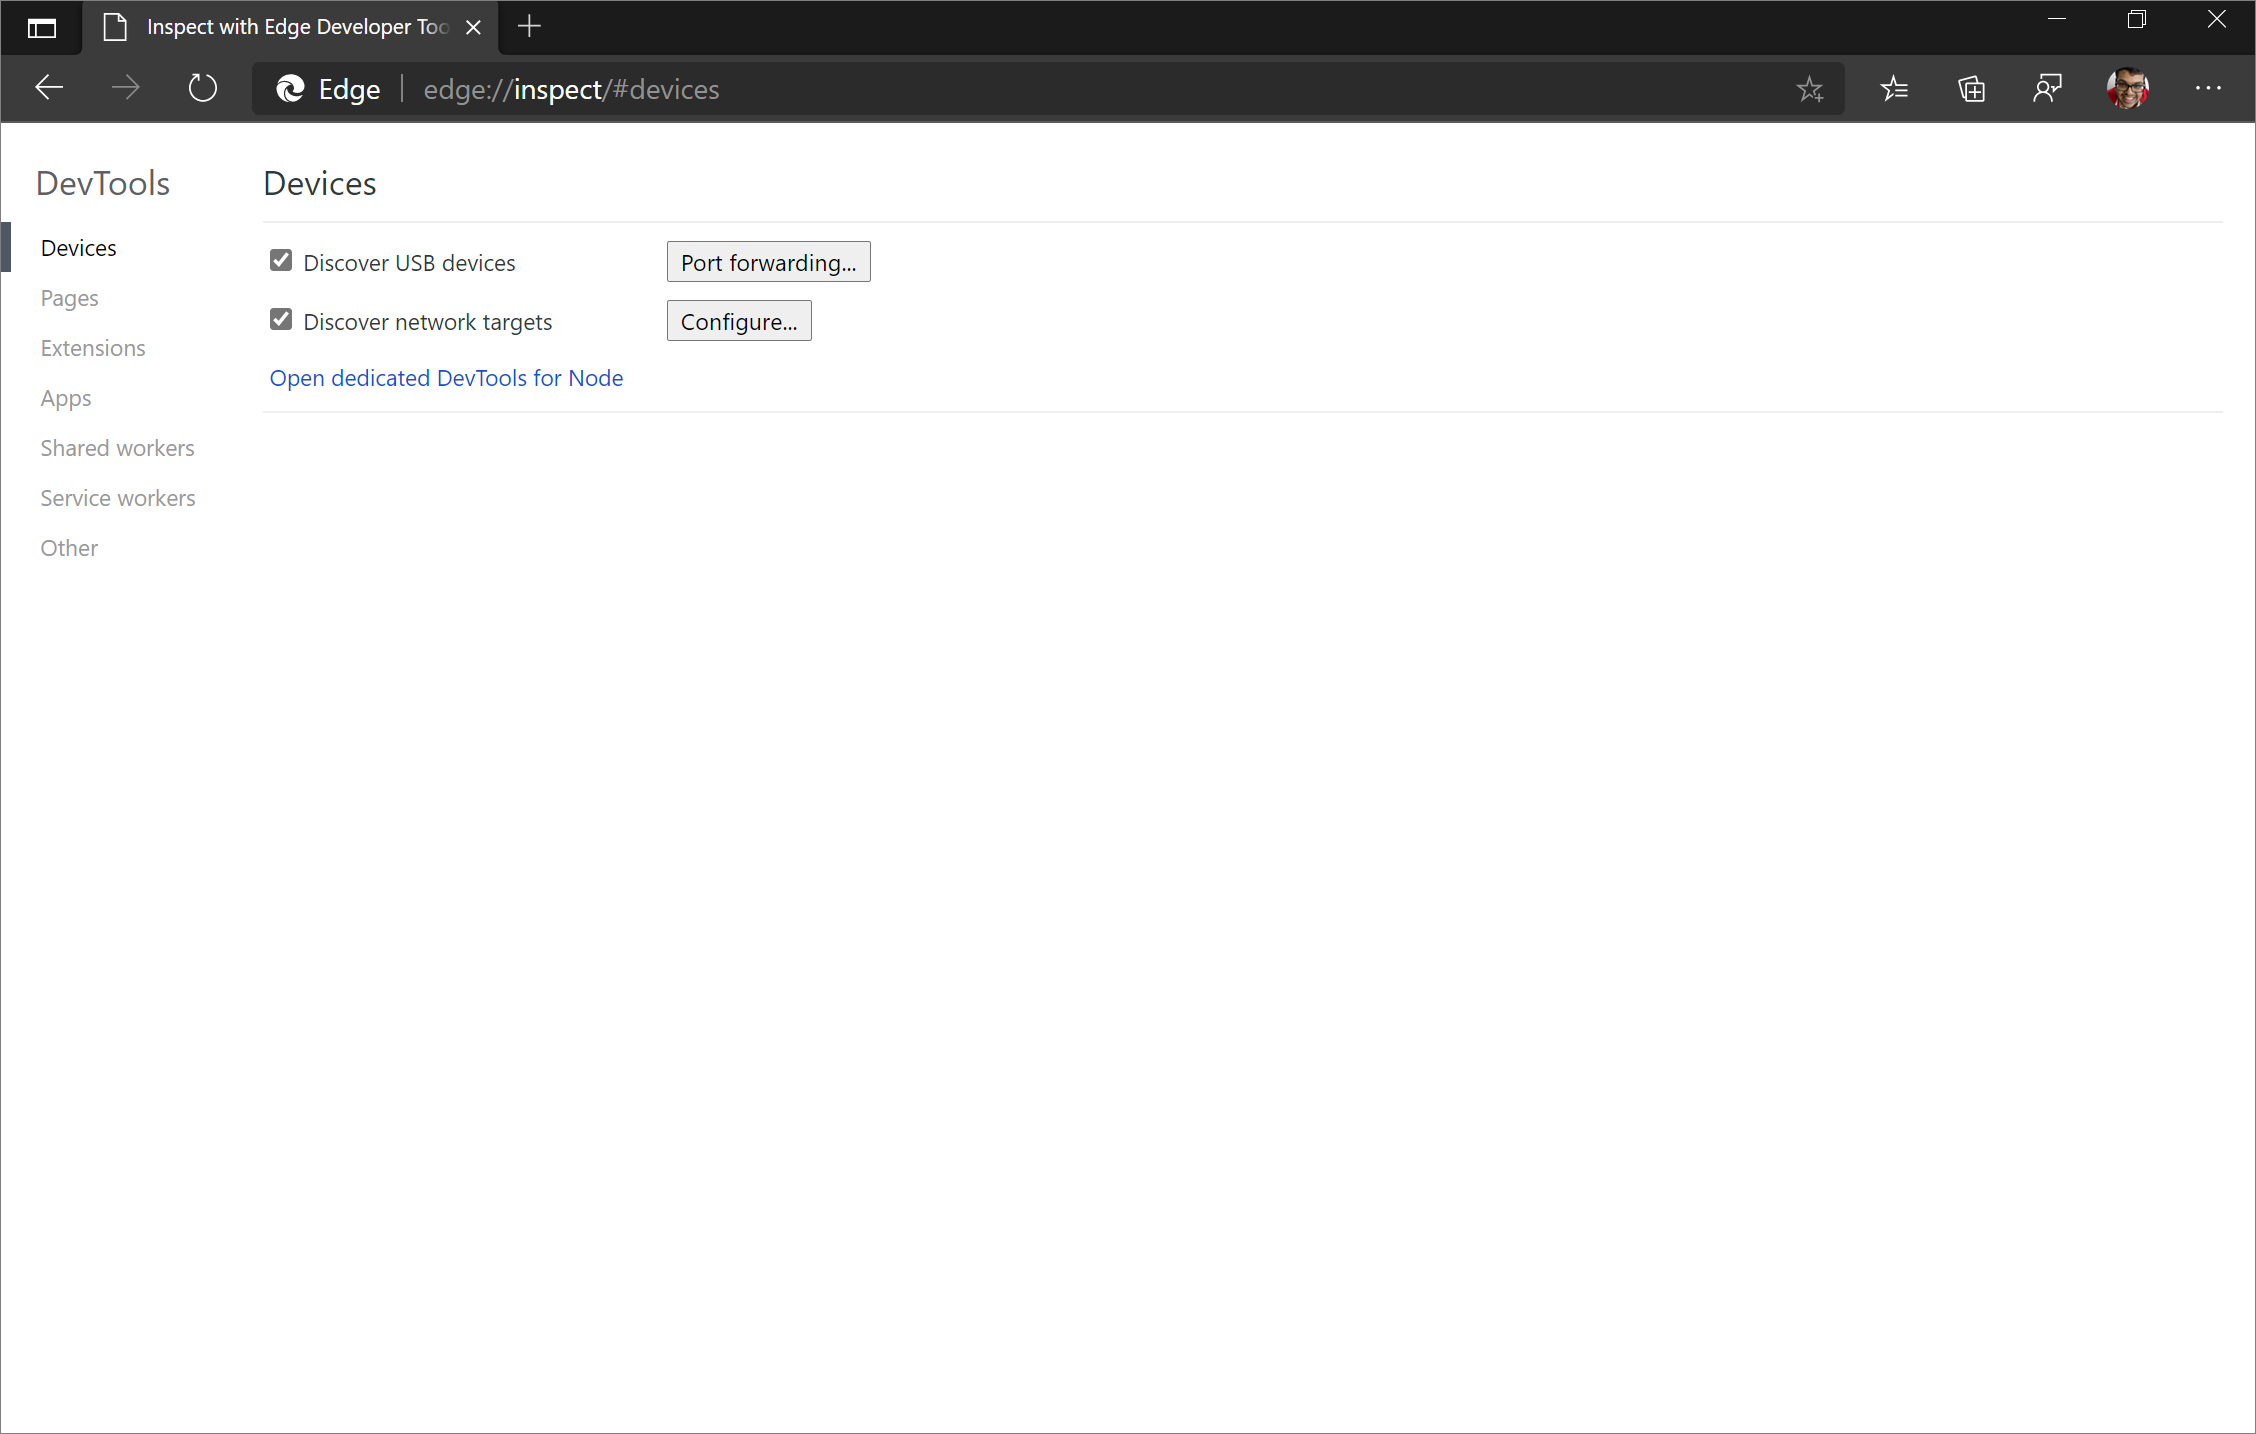 Inspect with Edge Developer Too
Edge edge://inspect/#devices
DevTools
Devices
Pages
Extensions
Apps
Shared workers
Service workers
Other
Devices
Discover USB devices Port forwarding...
Discover network targets Configure...
Open dedicated DevTools for Node